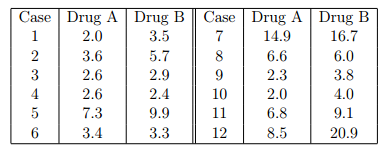 Case Drug A Drug B Case Drug A Drug B
1 2.0 3.5 7 14.9 16.7
2 3.6 5.7 8 6.6 6.0
3 2.6 2.9 9 2.3 3.8
4 2.6 2.4 10 2.0 4.0
5 7.3 9.9 11 6.8 9.1
6 3.4 3.3 12 8.5 20.9